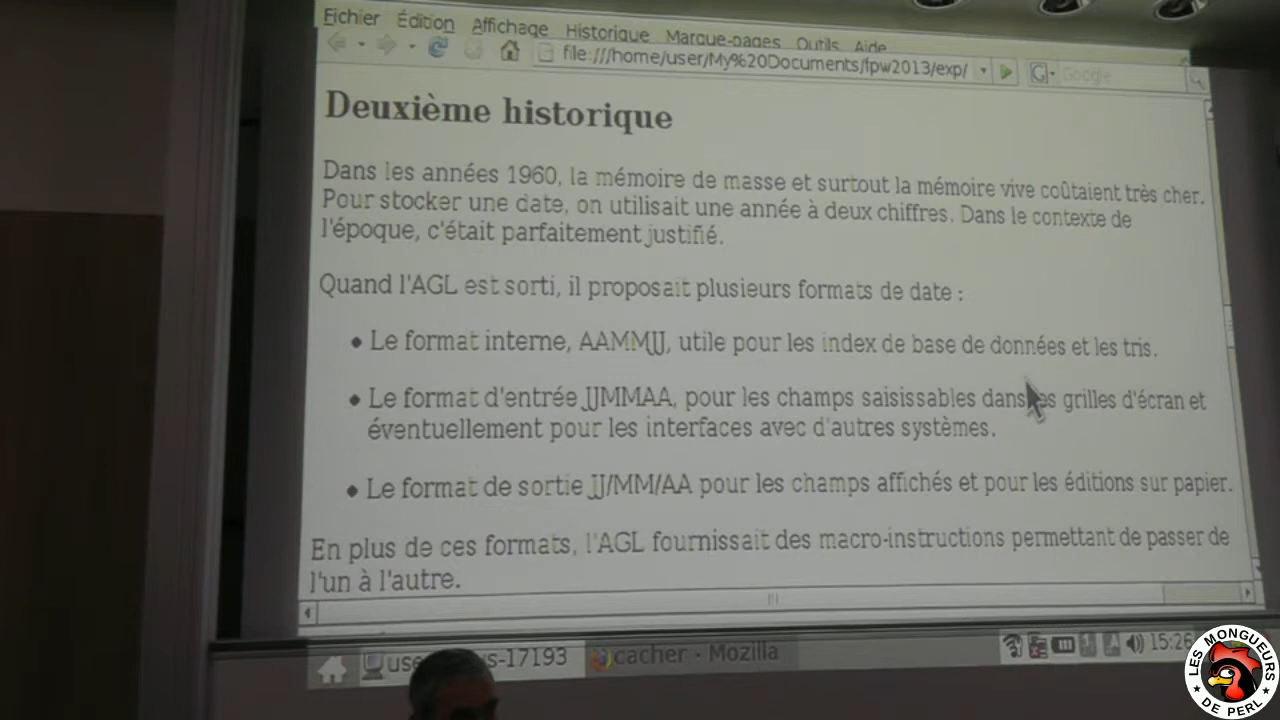 Fichier Édition Affichage Historique Marque-pages Outils Aide
file:///home/user/My%20Documents/fpw2013/exp/ Google
Deuxième historique
Dans les années 1960, la mémoire de masse et surtout la mémoire vive coûtaient très cher.
Pour stocker une date, on utilisait une année à deux chiffres. Dans le contexte de
l'époque, c'était parfaitement justifié.
Quand l'AGL est sorti, il proposait plusieurs formats de date :
• Le format interne, AAMMJJ, utile pour les index de base de données et les tris.
• Le format d'entrée JJMMAA, pour les champs saisissables dans les grilles d'écran et
éventuellement pour les interfaces avec d'autres systèmes.
• Le format de sortie JJ/MM/AA pour les champs affichés et pour les éditions sur papier.
En plus de ces formats, l'AGL fournissait des macro-instructions permettant de passer de
l'un à l'autre.
s-17193 cacher - Mozilla 15:26
LES MONGUEURS
DE PERL